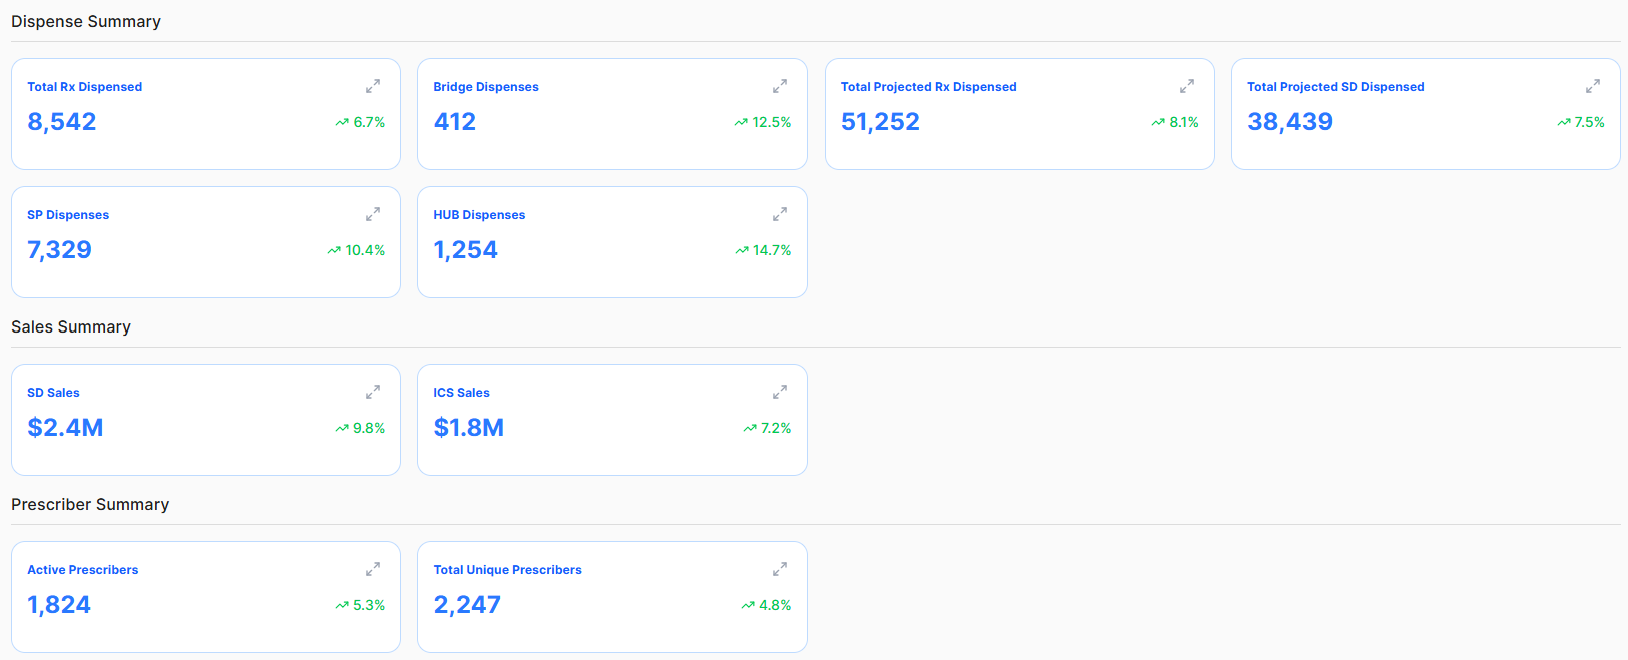 Dispense Summary
Total Rx Dispensed
8,542
6.7%
Bridge Dispenses
412
12.5%
Total Projected Rx Dispensed
51,252
8.1%
Total Projected SD Dispensed
38,439
7.5%
SP Dispenses
7,329
10.4%
HUB Dispenses
1,254
14.7%
Sales Summary
SD Sales
$2.4M
9.8%
ICS Sales
$1.8M
7.2%
Prescriber Summary
Active Prescribers
1,824
5.3%
Total Unique Prescribers
2,247
4.8%